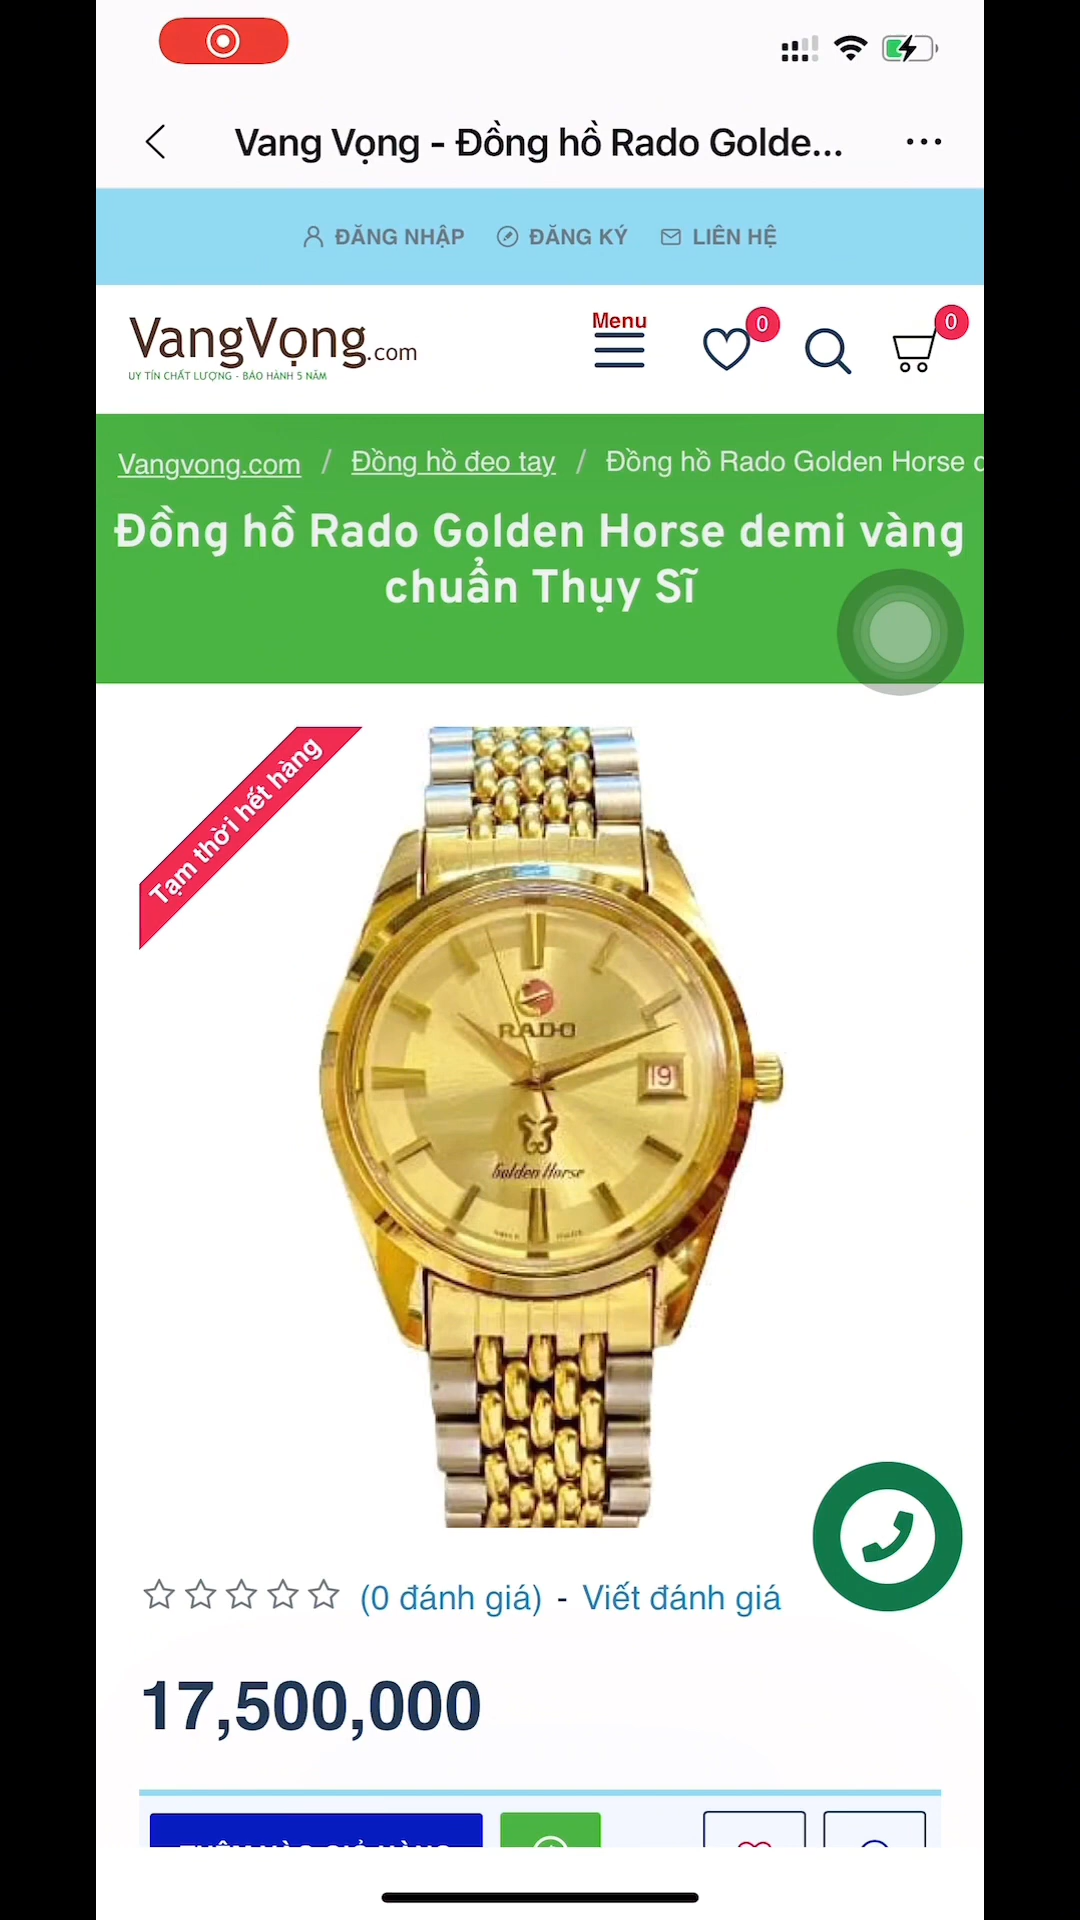 Vang Vọng - Đồng hồ Rado Golde...
ĐĂNG NHẬP ĐĂNG KÝ LIÊN HỆ
VangVọng.com
UY TÍN CHẤT LƯỢNG - BẢO HÀNH 5 NĂM
Menu
0
0
Vangvong.com / Đồng hồ đeo tay / Đồng hồ Rado Golden Horse d
Đồng hồ Rado Golden Horse demi vàng
chuẩn Thụy Sĩ
Tạm thời hết hàng
RADO
19
Golden Horse
(0 đánh giá) - Viết đánh giá
17,500,000